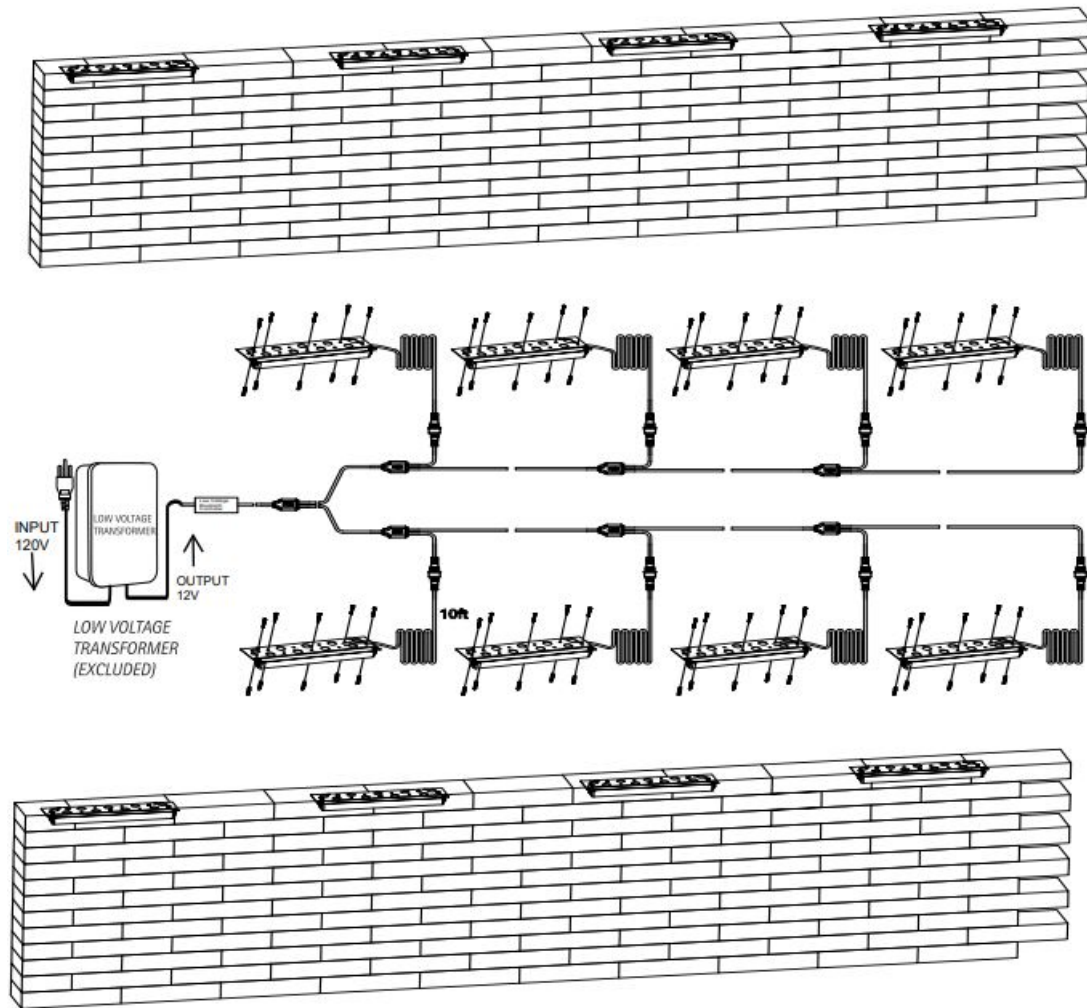 LOW VOLTAGE
TRANSFORMER
INPUT
120V
OUTPUT
12V
LOW VOLTAGE
TRANSFORMER
(EXCLUDED)
10ft